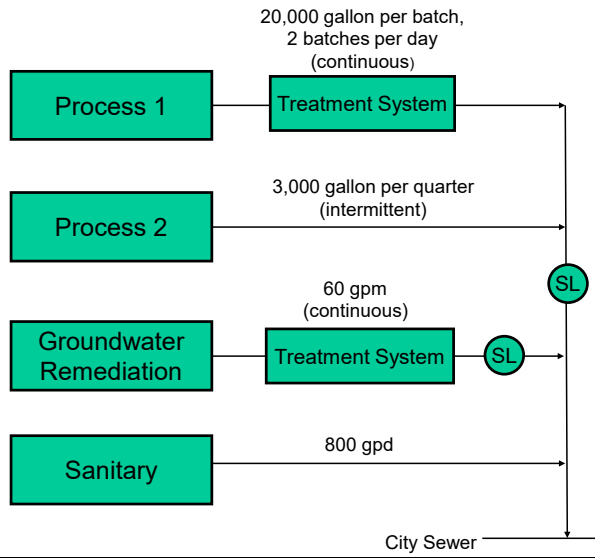 20,000 gallon per batch,
2 batches per day
(continuous)
Process 1
Treatment System
3,000 gallon per quarter
(intermittent)
Process 2
SL
60 gpm
(continuous)
Groundwater
Remediation
Treatment System
SL
800 gpd
Sanitary
City Sewer